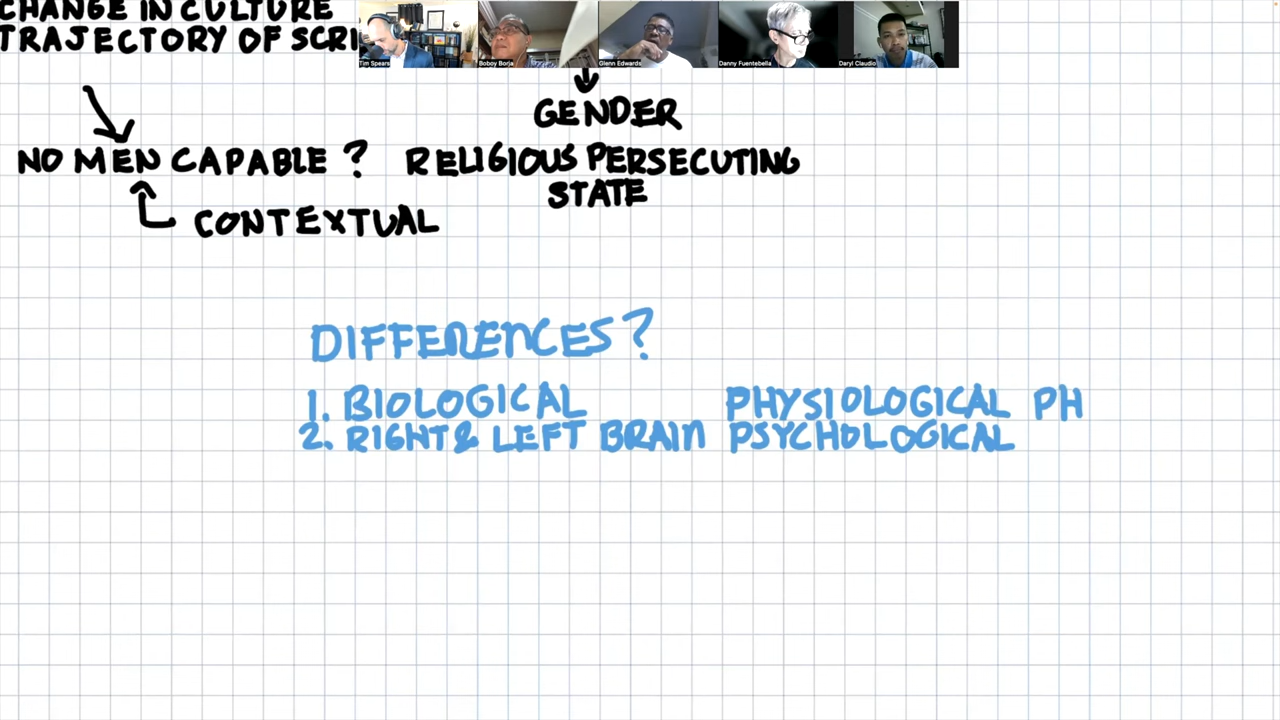 CHANGE IN CULTURE
TRAJECTORY OF SCRI
Tim Spears
Boboy Borja
Glenn Edwards
Danny Fuentebella
Daryl Claudio
GENDER
NO MEN CAPABLE ? RELIGIOUS PERSECUTING
STATE
CONTEXTUAL
DIFFERENCES?
1. BIOLOGICAL PHYSIOLOGICAL PH
2. RIGHT & LEFT BRAIN PSYCHOLOGICAL